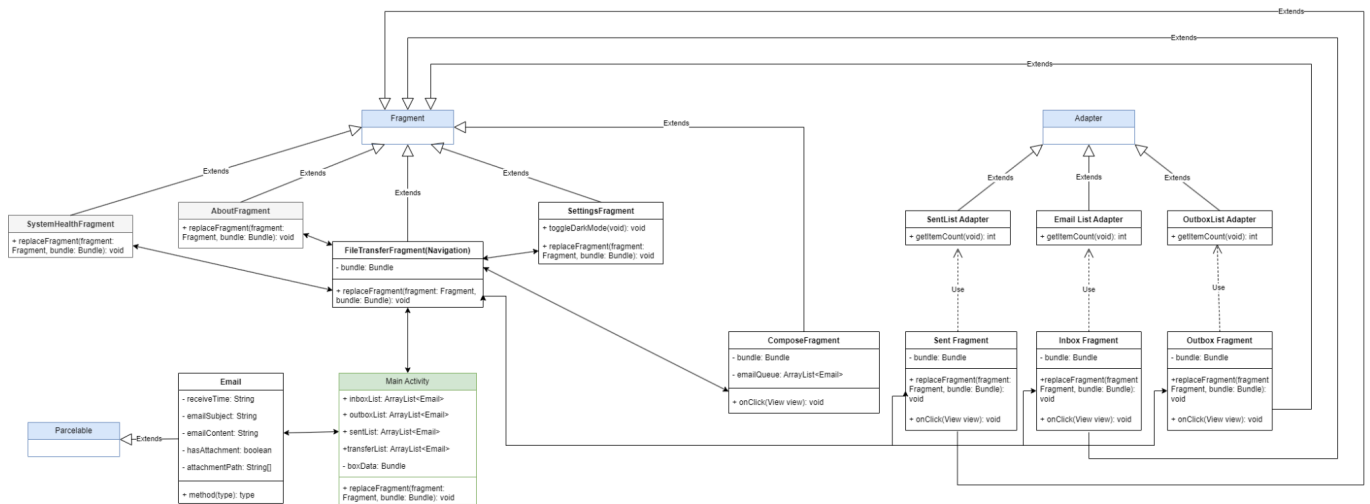 Extends
Extends
Extends
Fragment
Adapter
Extends
Extends
Extends
Extends
Extends
Extends
Extends
Extends
SystemHealthFragment
+ replaceFragment(fragment:
Fragment, bundle: Bundle): void
AboutFragment
+ replaceFragment(fragment:
Fragment, bundle: Bundle): void
SettingsFragment
+ toggleDarkMode(void): void
+ replaceFragment(fragment:
Fragment, bundle: Bundle): void
FileTransferFragment(Navigation)
- bundle: Bundle
+ replaceFragment(fragment: Fragment,
bundle: Bundle): void
SentList Adapter
+ getItemCount(void): int
Email List Adapter
+ getItemCount(void): int
OutboxList Adapter
+ getItemCount(void): int
Use
Use
Use
ComposeFragment
- bundle: Bundle
- emailQueue: ArrayList<Email>
+ onClick(View view): void
Sent Fragment
- bundle: Bundle
+ replaceFragment(fragment:
Fragment, bundle: Bundle):
void
+ onClick(View view): void
Inbox Fragment
- bundle: Bundle
+replaceFragment(fragment:
Fragment, bundle: Bundle):
void
+ onClick(View view): void
Outbox Fragment
- bundle: Bundle
+replaceFragment(fragment:
Fragment, bundle: Bundle):
void
+ onClick(View view): void
Parcelable
Extends
Email
- receiveTime: String
- emailSubject: String
- emailContent: String
- hasAttachment: boolean
- attachmentPath: String[]
+ method(type): type
Main Activity
+ inboxList: ArrayList<Email>
+ outboxList: ArrayList<Email>
+ sentList: ArrayList<Email>
+transferList: ArrayList<Email>
- boxData: Bundle
+ replaceFragment(fragment:
Fragment, bundle: Bundle): void